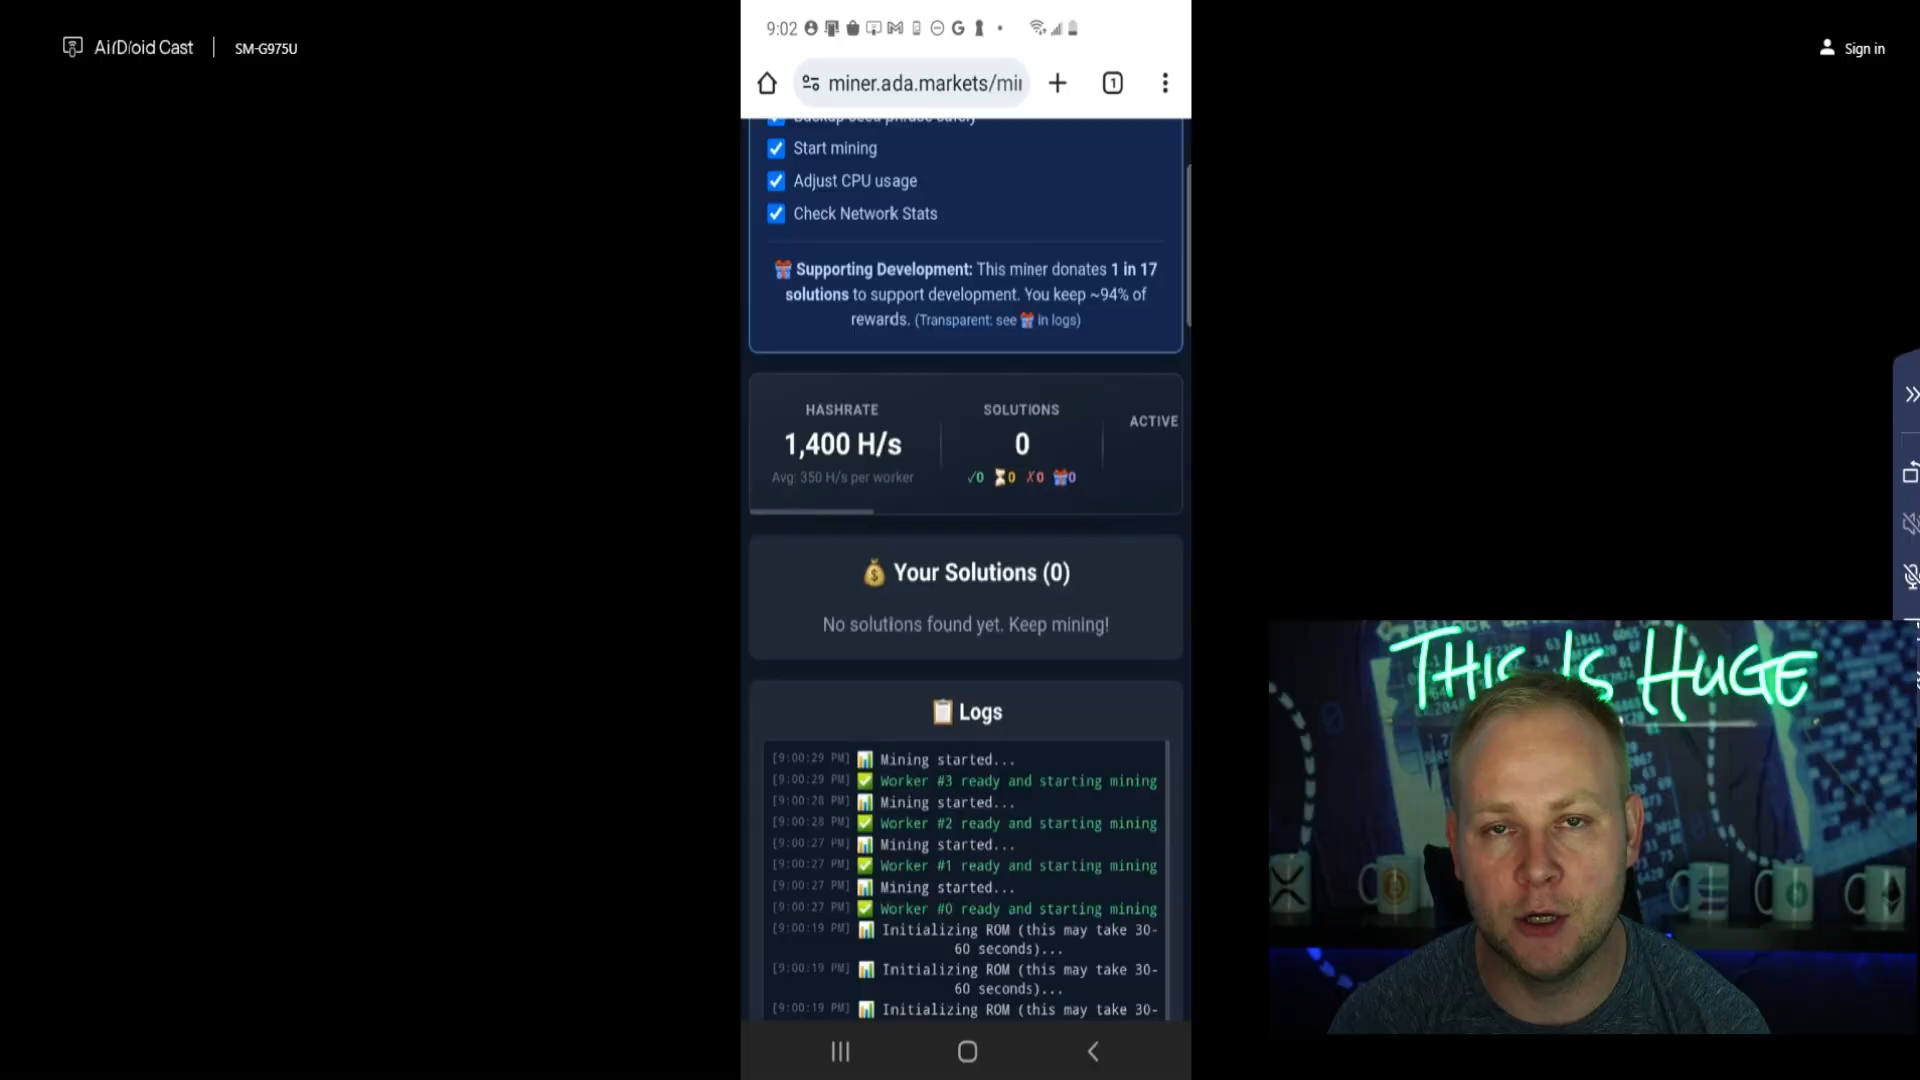 AirDroid Cast | SM-G975U
Sign in
9:02
miner.ada.markets/min
Backup seed phrase safely
Start mining
Adjust CPU usage
Check Network Stats
Supporting Development: This miner donates 1 in 17
solutions to support development. You keep ~94% of
rewards. (Transparent: see in logs)
HASHRATE
1,400 H/s
Avg: 350 H/s per worker
SOLUTIONS
0
✓0 0 ✗0 0
ACTIVE
Your Solutions (0)
No solutions found yet. Keep mining!
Logs
[9:00:29 PM] Mining started...
[9:00:29 PM] Worker #3 ready and starting mining
[9:00:28 PM] Mining started...
[9:00:28 PM] Worker #2 ready and starting mining
[9:00:27 PM] Mining started...
[9:00:27 PM] Worker #1 ready and starting mining
[9:00:27 PM] Mining started...
[9:00:27 PM] Worker #0 ready and starting mining
[9:00:19 PM] Initializing ROM (this may take 30-
60 seconds)...
[9:00:19 PM] Initializing ROM (this may take 30-
60 seconds)...
[9:00:19 PM] Initializing ROM (this may take 30-
THIS IS HUGE